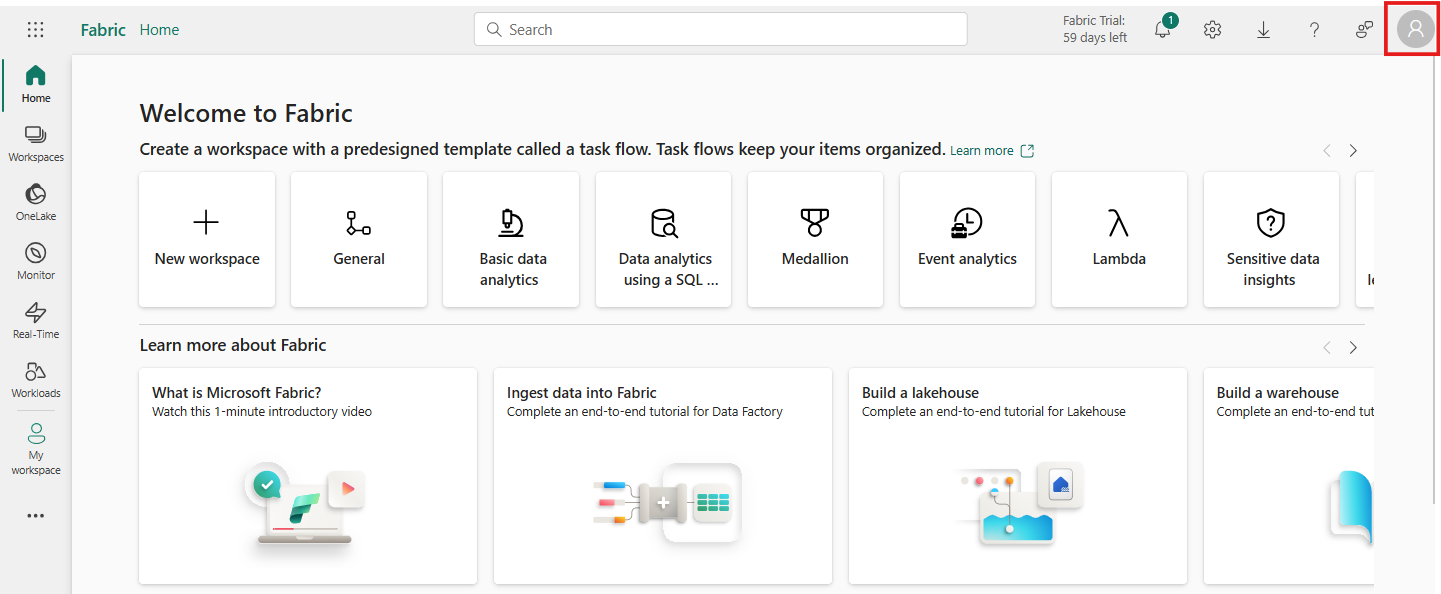 Fabric Home
Search
Fabric Trial:
59 days left
1
Home
Workspaces
OneLake
Monitor
Real-Time
Workloads
My
workspace
Welcome to Fabric
Create a workspace with a predesigned template called a task flow. Task flows keep your items organized. Learn more
New workspace
General
Basic data
analytics
Data analytics
using a SQL ...
Medallion
Event analytics
Lambda
Sensitive data
insights
Learn more about Fabric
What is Microsoft Fabric?
Watch this 1-minute introductory video
Ingest data into Fabric
Complete an end-to-end tutorial for Data Factory
Build a lakehouse
Complete an end-to-end tutorial for Lakehouse
Build a warehouse
Complete an end-to-end tut